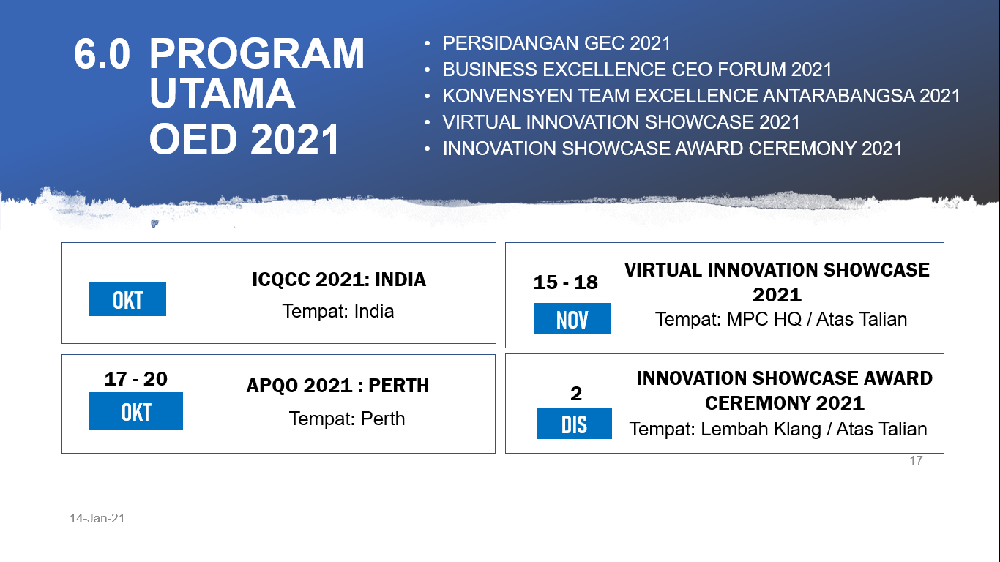 6.0 PROGRAM
UTAMA
OED 2021
• PERSIDANGAN GEC 2021
• BUSINESS EXCELLENCE CEO FORUM 2021
• KONVENSYEN TEAM EXCELLENCE ANTARABANGSA 2021
• VIRTUAL INNOVATION SHOWCASE 2021
• INNOVATION SHOWCASE AWARD CEREMONY 2021
OKT
ICQCC 2021: INDIA
Tempat: India
15 - 18
NOV
VIRTUAL INNOVATION SHOWCASE
2021
Tempat: MPC HQ / Atas Talian
17 - 20
OKT
APQO 2021 : PERTH
Tempat: Perth
2
DIS
INNOVATION SHOWCASE AWARD
CEREMONY 2021
Tempat: Lembah Klang / Atas Talian
17
14-Jan-21